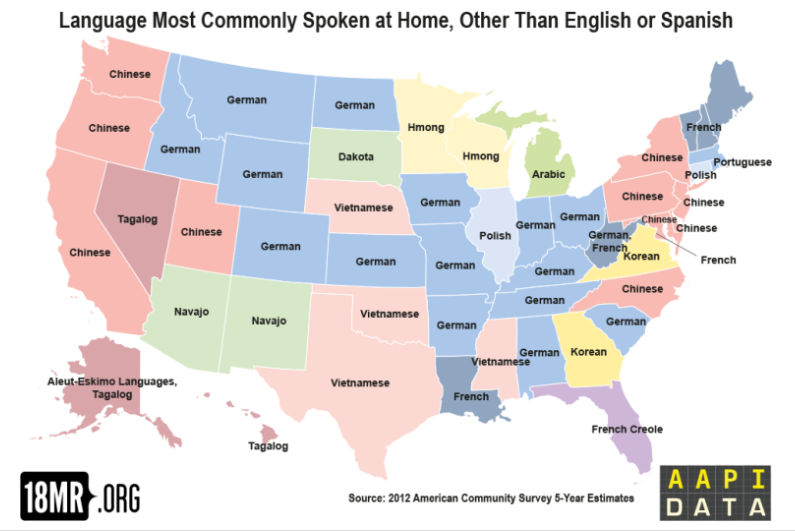 Language Most Commonly Spoken at Home, Other Than English or Spanish
Chinese
German
German
Hmong
French
Chinese
German
Dakota
Hmong
Arabic
Chinese
Portuguese
Polish
German
Tagalog
Vietnamese
German
Chinese
Chinese
Chinese
Chinese
German
Polish
German
German
German,
French
Chinese
Chinese
German
German
German
Korean
French
Navajo
Navajo
Vietnamese
German
German
Chinese
German
Vietnamese
Vietnamese
German
Korean
Aleut-Eskimo Languages,
Tagalog
French
French Creole
Tagalog
18MR.ORG
Source: 2012 American Community Survey 5-Year Estimates
AAPI
DATA